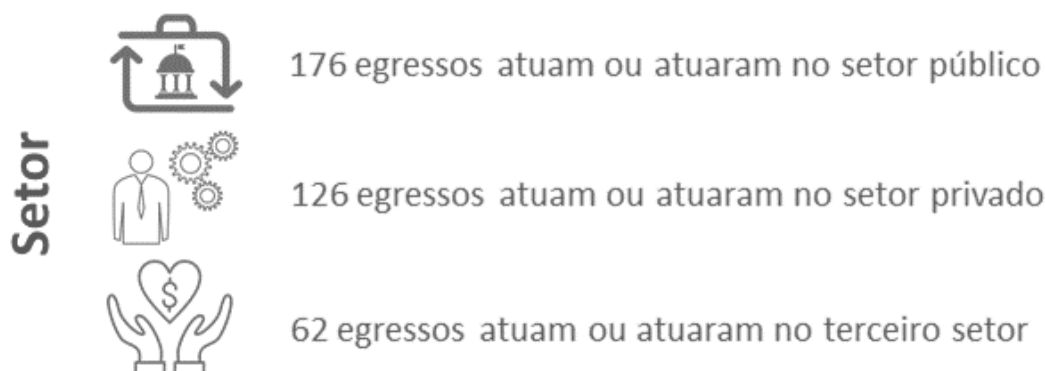 Setor
176 egressos atuam ou atuaram no setor público
126 egressos atuam ou atuaram no setor privado
$
62 egressos atuam ou atuaram no terceiro setor